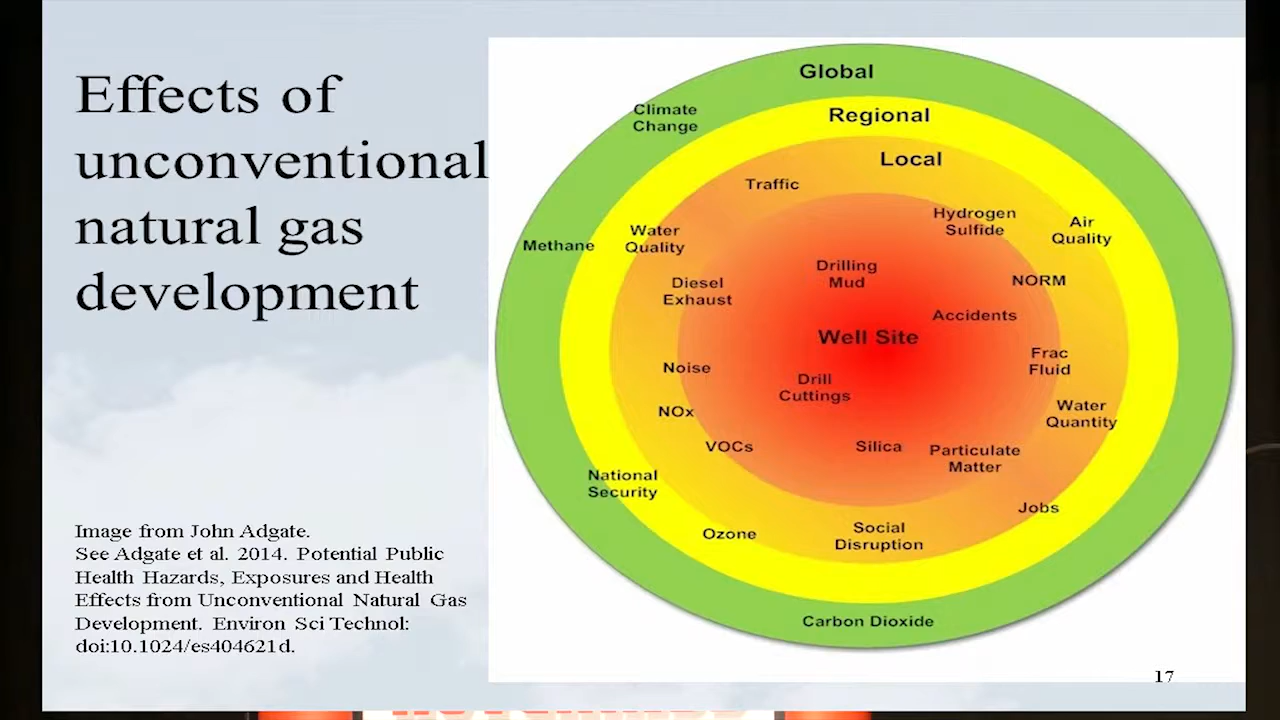 Effects of
unconventional
natural gas
development
Image from John Adgate.
See Adgate et al. 2014. Potential Public
Health Hazards, Exposures and Health
Effects from Unconventional Natural Gas
Development. Environ Sci Technol:
doi:10.1024/es404621d.
Global
Climate
Change
Regional
Local
Traffic
Hydrogen
Sulfide
Air
Quality
Water
Quality
Methane
Drilling
Mud
NORM
Diesel
Exhaust
Accidents
Well Site
Frac
Fluid
Noise
Drill
Cuttings
NOx
Water
Quantity
VOCs
Silica
Particulate
Matter
National
Security
Jobs
Ozone
Social
Disruption
Carbon Dioxide
17